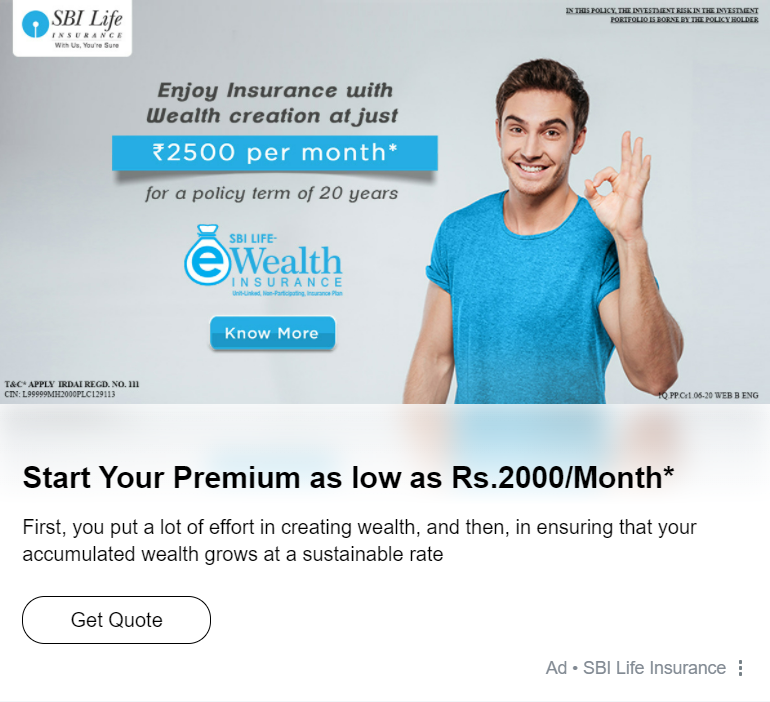 SBI Life
INSURANCE
With Us, You're Sure
IN THIS POLICY, THE INVESTMENT RISK IN THE INVESTMENT
PORTFOLIO IS BORNE BY THE POLICY HOLDER
Enjoy Insurance with
Wealth creation at just
₹2500 per month*
for a policy term of 20 years
SBI LIFE-
eWealth
INSURANCE
Unit-Linked, Non-Participating, Insurance Plan
Know More
T&C* APPLY IRDAI REGD. NO. 111
CIN: L99999MH2000PLC129113
1Q.PP.Cr1.06-20 WEB B ENG
Start Your Premium as low as Rs.2000/Month*
First, you put a lot of effort in creating wealth, and then, in ensuring that your
accumulated wealth grows at a sustainable rate
Get Quote
Ad • SBI Life Insurance